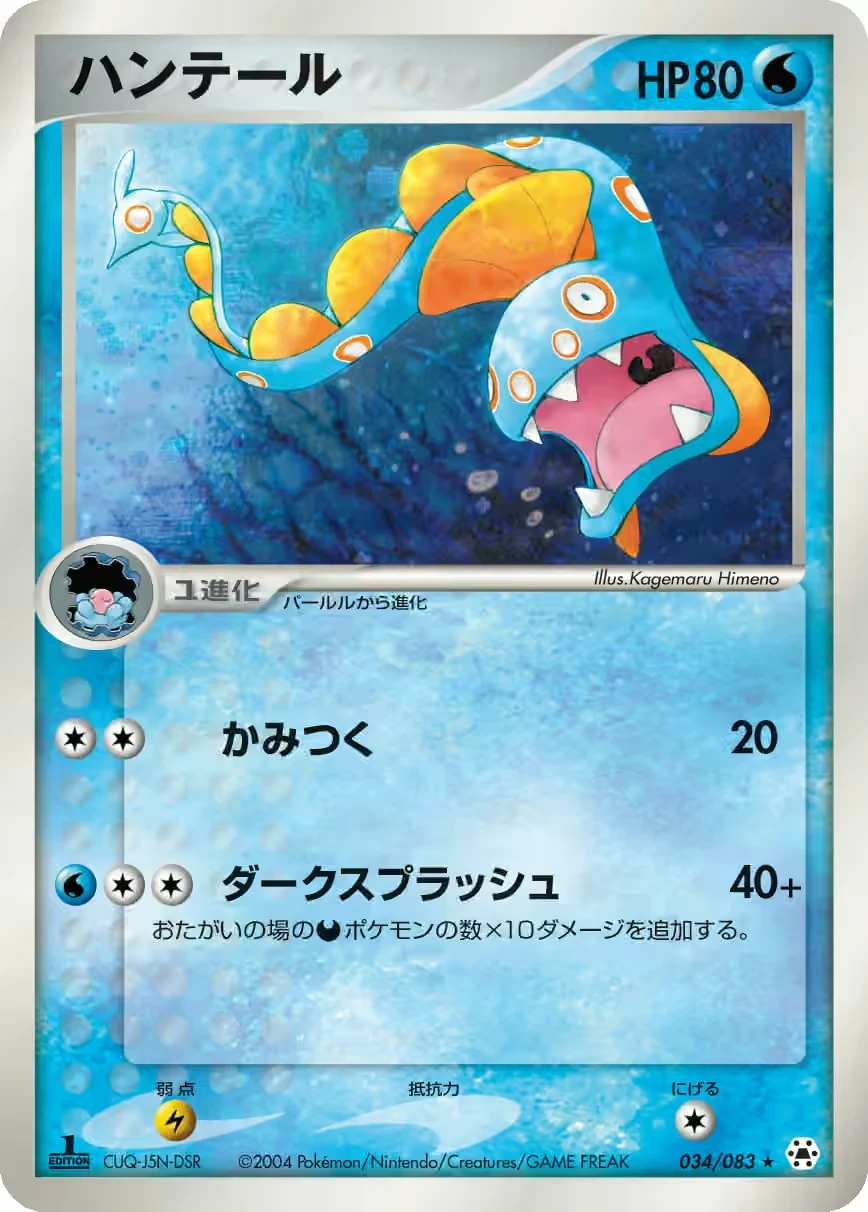 ハンテール
HP80
Illus.Kagemaru Himeno
1進化
パールルから進化
かみつく 20
ダークスプラッシュ 40+
おたがいの場のポケモンの数×10ダメージを追加する。
弱点
抵抗力
にげる
1 EDITION
CUQ-J5N-DSR
©2004 Pokémon/Nintendo/Creatures/GAME FREAK
034/083 ★